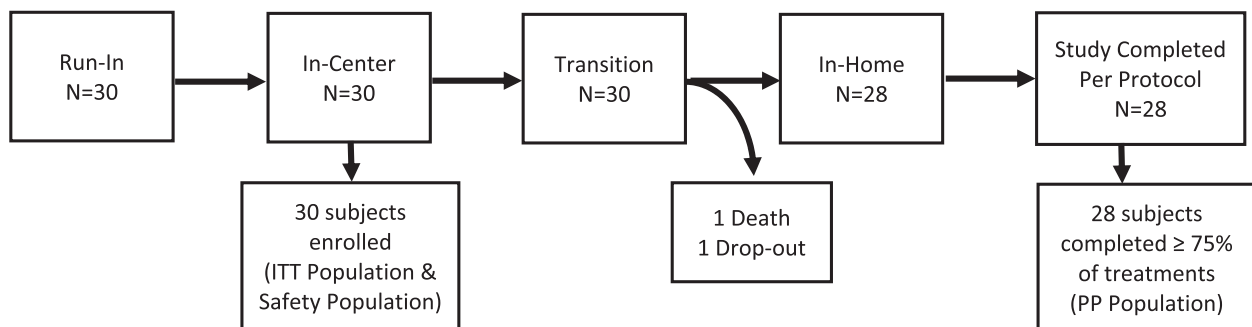 Run-In
N=30
In-Center
N=30
Transition
N=30
In-Home
N=28
Study Completed
Per Protocol
N=28
30 subjects
enrolled
(ITT Population &
Safety Population)
1 Death
1 Drop-out
28 subjects
completed ≥ 75%
of treatments
(PP Population)